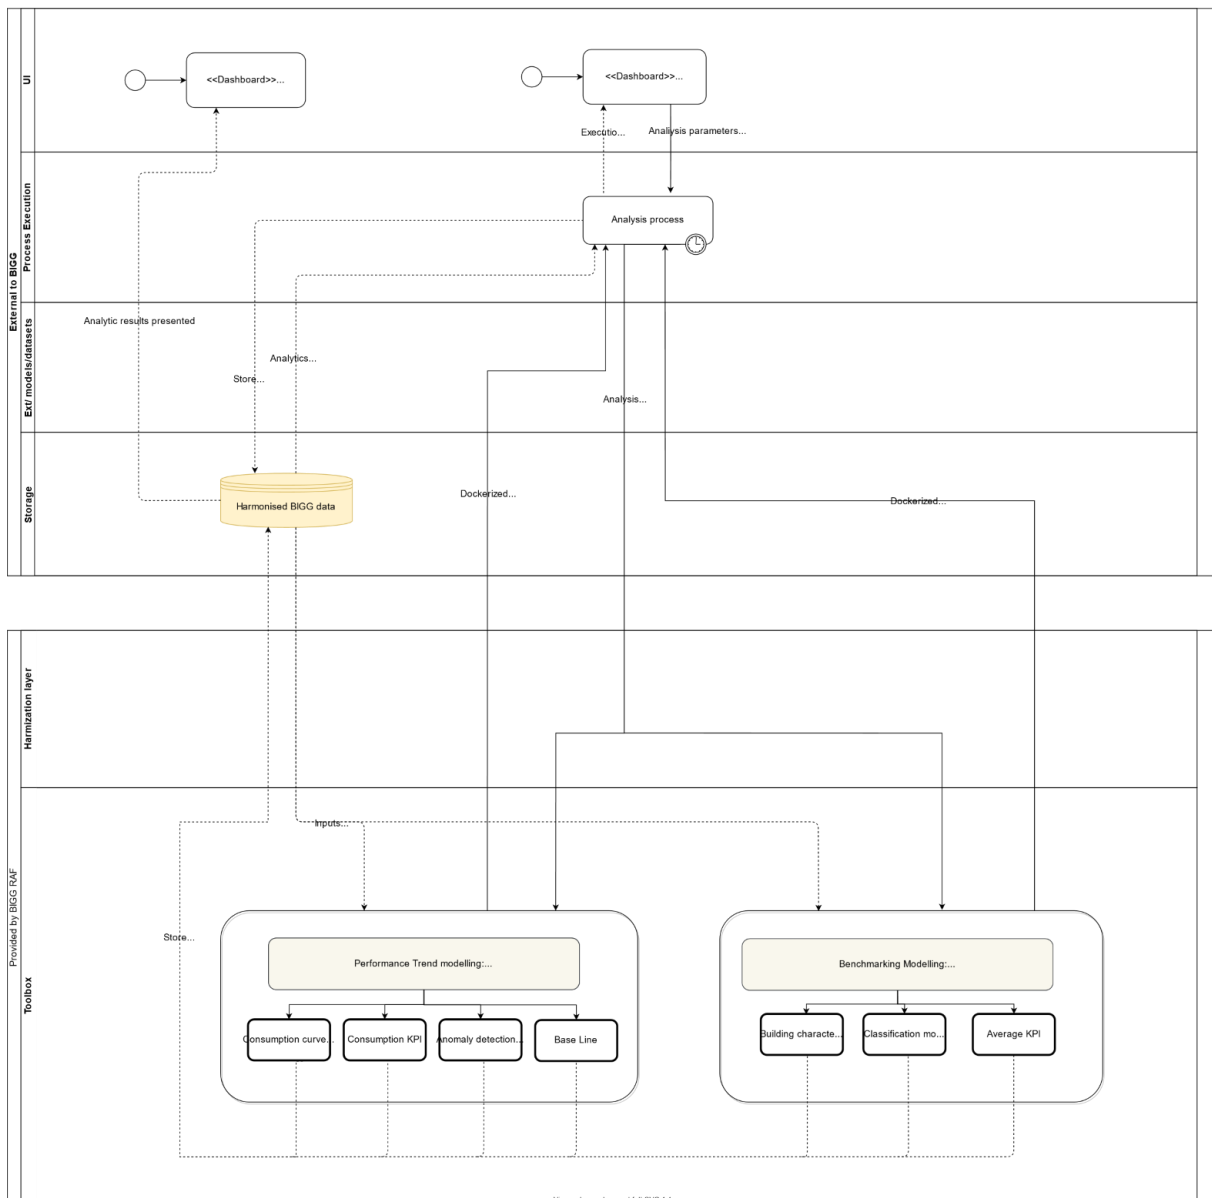 External to BIGG
UI
<<Dashboard>>...
<<Dashboard>>...
Executio...
Analiysis parameters...
Process Execution
Analysis process
Ext/ models/datasets
Analytic results presented
Analytics...
Store...
Analysis...
Storage
Harmonised BIGG data
Dockerized...
Dockerized...
Provided by BIGG RAF
Harmization layer
Toolbox
Inputs...
Store...
Performance Trend modelling:...
Consumption curve...
Consumption KPI
Anomaly detection...
Base Line
Benchmarking Modelling:...
Building characte...
Classification mo...
Average KPI